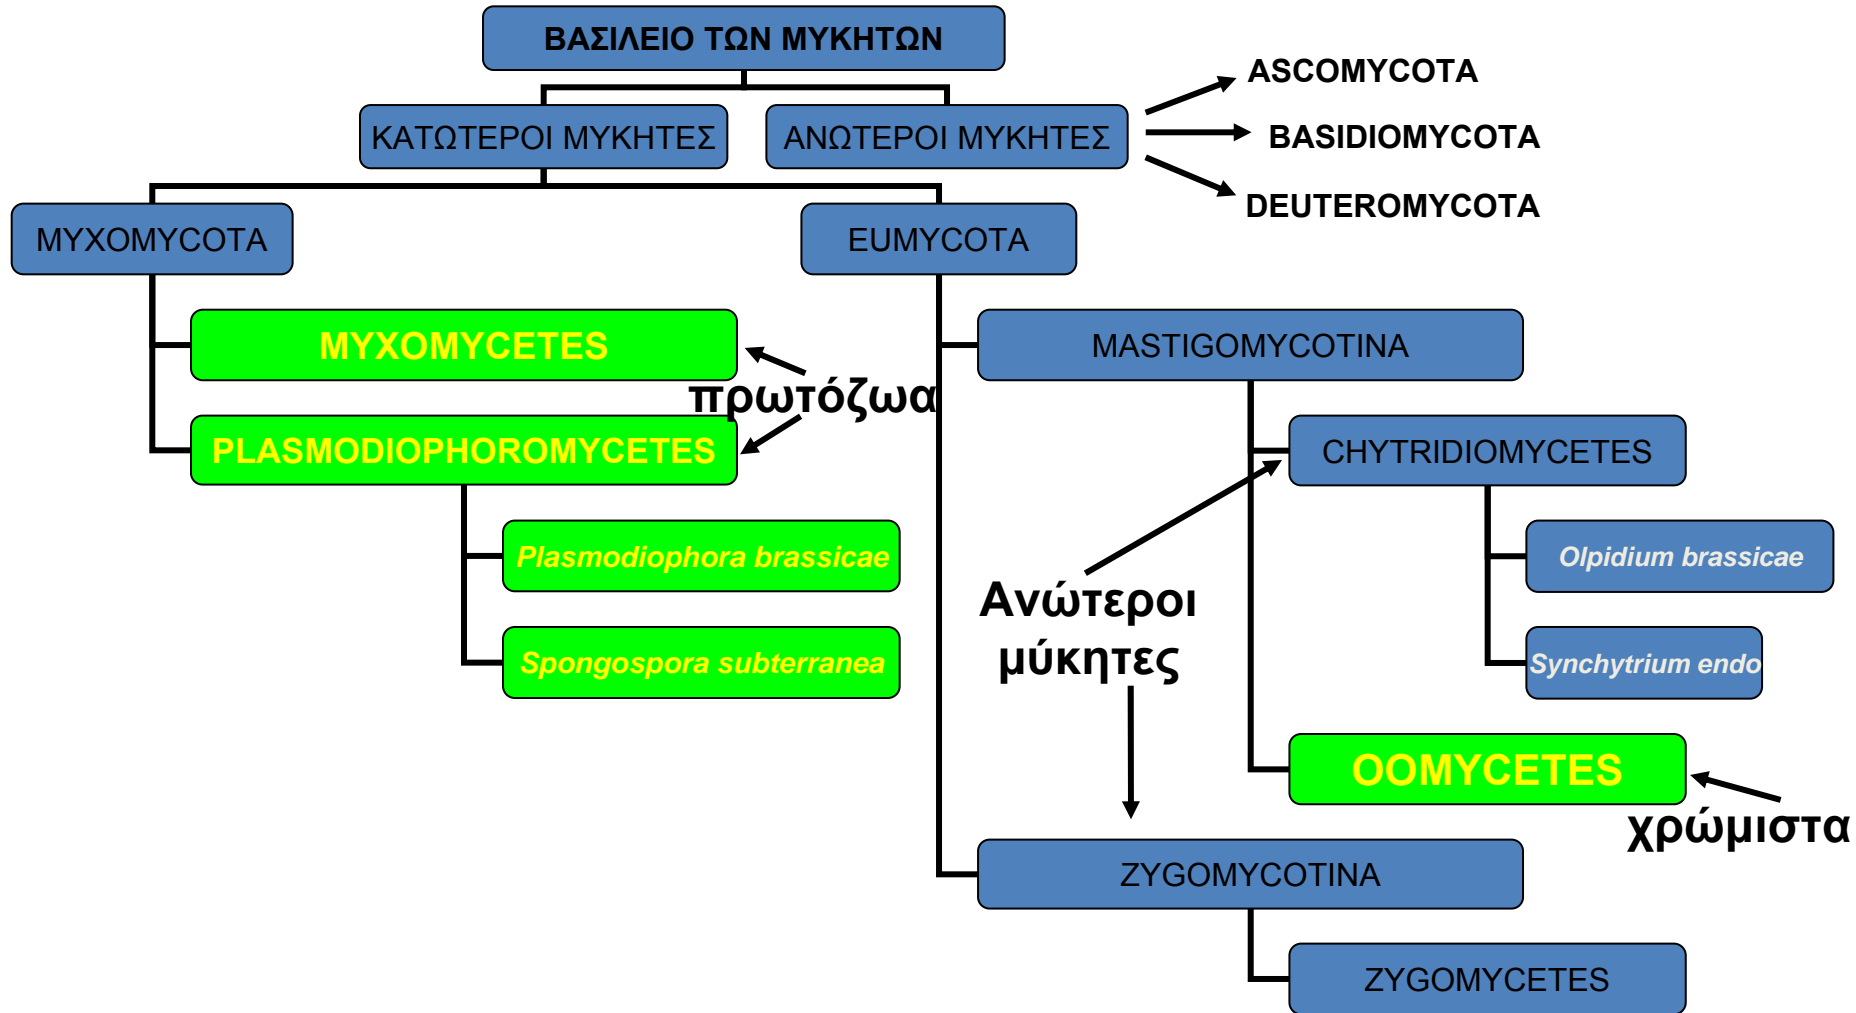 ΒΑΣΙΛΕΙΟ ΤΩΝ ΜΥΚΗΤΩΝ
ΚΑΤΩΤΕΡΟΙ ΜΥΚΗΤΕΣ
ΑΝΩΤΕΡΟΙ ΜΥΚΗΤΕΣ
ASCOMYCOTA
BASIDIOMYCOTA
DEUTEROMYCOTA
MYXOMYCOTA
EUMYCOTA
MYXOMYCETES
πρωτόζωα
PLASMODIOPHOROMYCETES
Plasmodiophora brassicae
Spongospora subterranea
MASTIGOMYCOTINA
CHYTRIDIOMYCETES
Olpidium brassicae
Synchytrium endo
Ανώτεροι
μύκητες
OOMYCETES
χρώμιστα
ZYGOMYCOTINA
ZYGOMYCETES